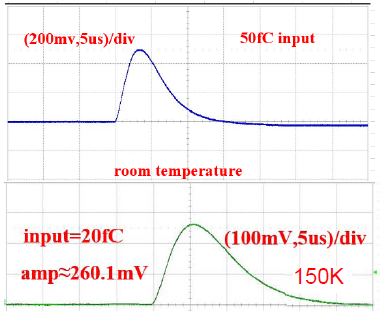 (200mv,5us)/div 50fC input
room temperature
input=20fC (100mV,5us)/div
amp≈260.1mV 150K